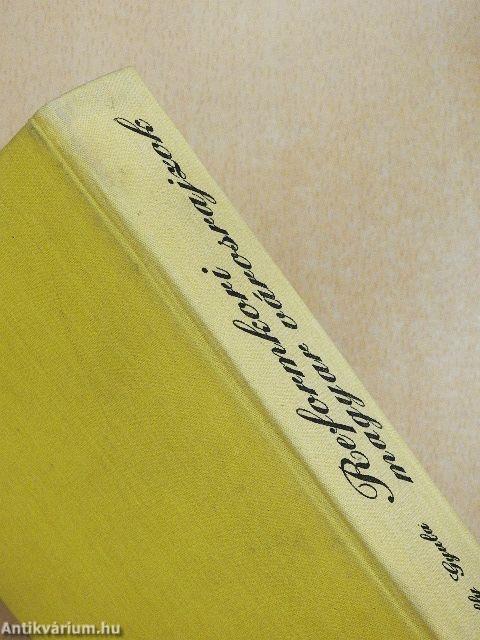 Reformkori
magyar városrajzok
Gyula
Antikvárium.hu